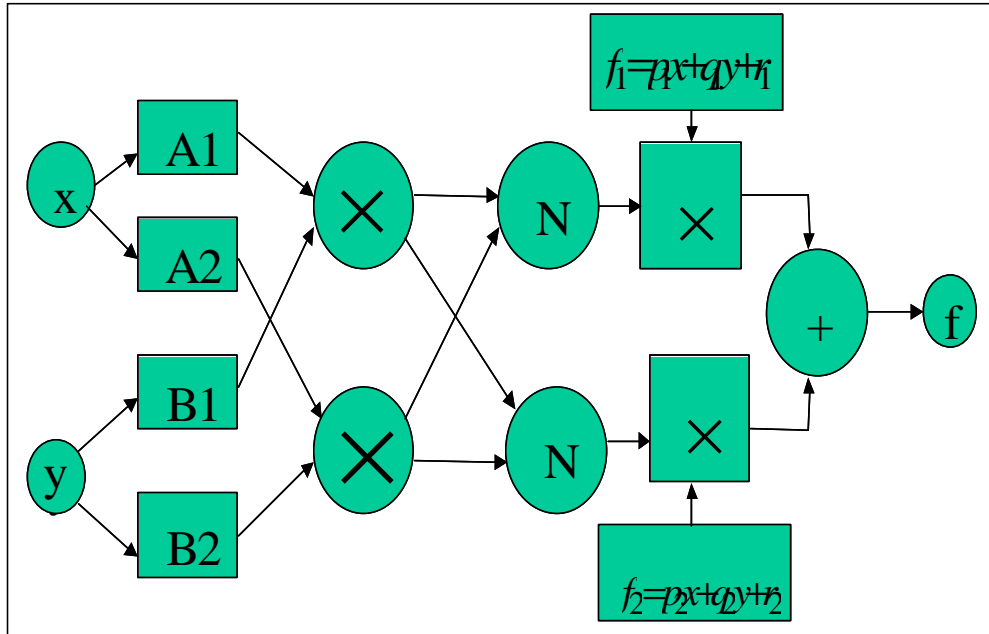 f₁=p₁x+q₁y+r₁
A1
x
×
N
×
A2
+
f
B1
×
N
×
y
B2
f₂=p₂x+q₂y+r₂